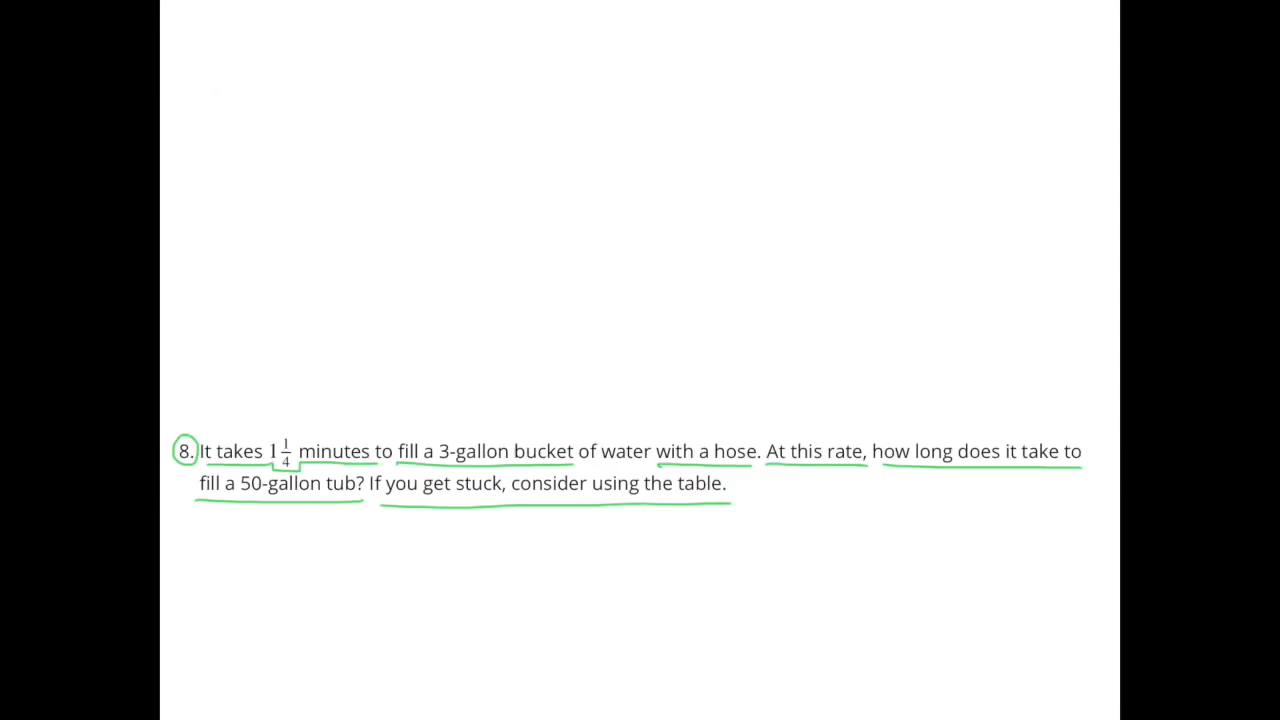 8. It takes 1 1/4 minutes to fill a 3-gallon bucket of water with a hose. At this rate, how long does it take to
fill a 50-gallon tub? If you get stuck, consider using the table.